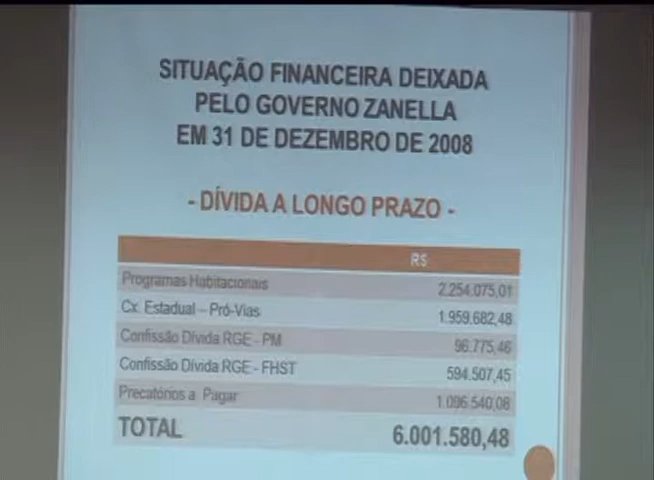 SITUAÇÃO FINANCEIRA DEIXADA
PELO GOVERNO ZANELLA
EM 31 DE DEZEMBRO DE 2008
- DÍVIDA A LONGO PRAZO -
R$
Programas Habitacionais 2.254.075,01
Cx. Estadual – Pró-Vias 1.959.682,48
Confissão Dívida RGE - PM 96.775,46
Confissão Dívida RGE - FHST 594.507,45
Precatórios a Pagar 1.096.540,08
TOTAL 6.001.580,48